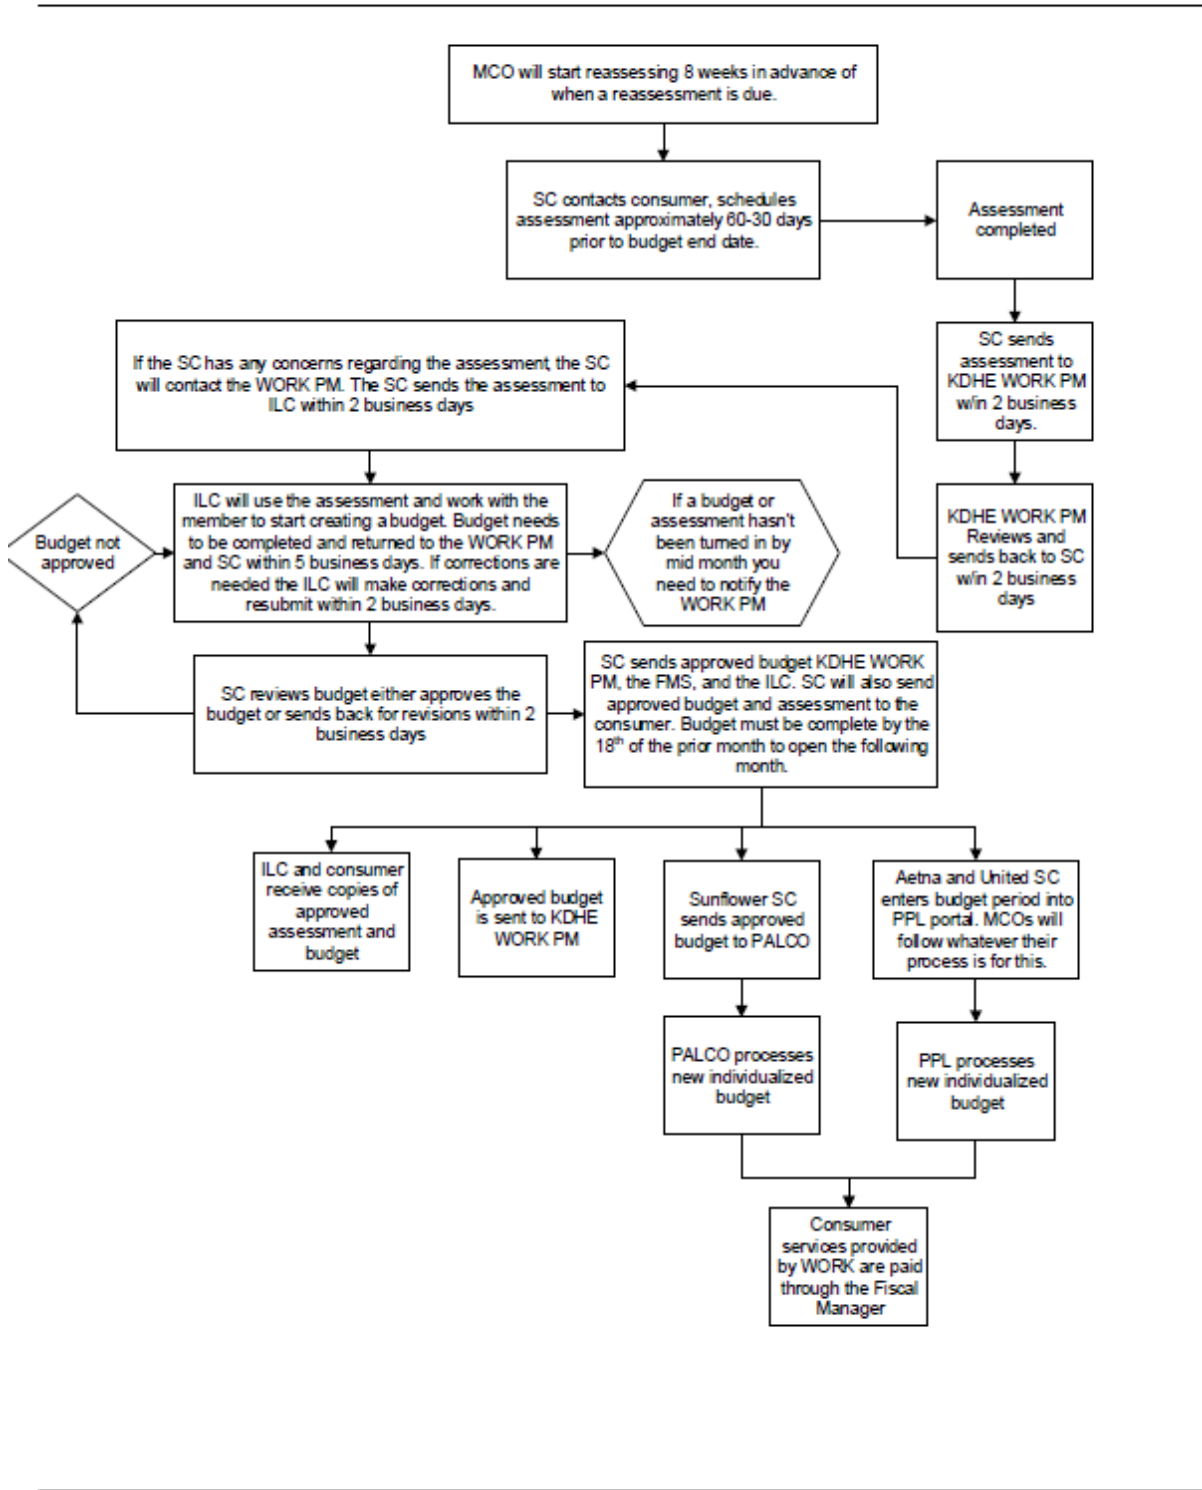 MCO will start reassessing 8 weeks in advance of
when a reassessment is due.
SC contacts consumer, schedules
assessment approximately 60-30 days
prior to budget end date.
Assessment
completed
SC sends
assessment to
KDHE WORK PM
w/in 2 business
days.
KDHE WORK PM
Reviews and
sends back to SC
w/in 2 business
days
If the SC has any concerns regarding the assessment, the SC
will contact the WORK PM. The SC sends the assessment to
ILC within 2 business days
Budget not
approved
ILC will use the assessment and work with the
member to start creating a budget. Budget needs
to be completed and returned to the WORK PM
and SC within 5 business days. If corrections are
needed the ILC will make corrections and
resubmit within 2 business days.
If a budget or
assessment hasn't
been turned in by
mid month you
need to notify the
WORK PM
SC reviews budget either approves the
budget or sends back for revisions within 2
business days
SC sends approved budget KDHE WORK
PM, the FMS, and the ILC. SC will also send
approved budget and assessment to the
consumer. Budget must be complete by the
18th of the prior month to open the following
month.
ILC and consumer
receive copies of
approved
assessment and
budget
Approved budget
is sent to KDHE
WORK PM
Sunflower SC
sends approved
budget to PALCO
Aetna and United SC
enters budget period into
PPL portal. MCOs will
follow whatever their
process is for this.
PALCO processes
new individualized
budget
PPL processes
new individualized
budget
Consumer
services provided
by WORK are paid
through the Fiscal
Manager